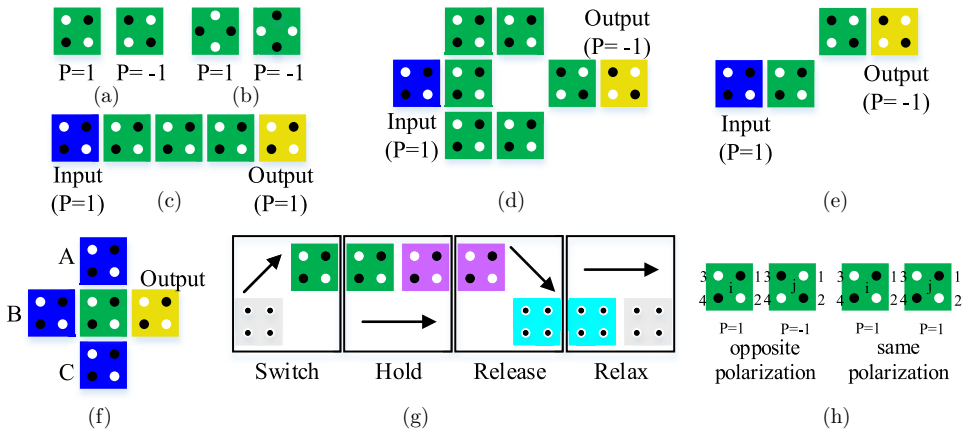 P=1 P= -1 P=1 P= -1
(a) (b)
Input
(P=1)
Output
(P=1)
(c)
Output
(P= -1)
Input
(P=1)
(d)
Output
(P= -1)
Input
(P=1)
(e)
A
Output
B
C
(f)
Switch Hold Release Relax
(g)
3 1 3 1 3 1 3 1
i j i j
4 2 4 2 4 2 4 2
P=1 P=-1 P=1 P=1
opposite
polarization
same
polarization
(h)